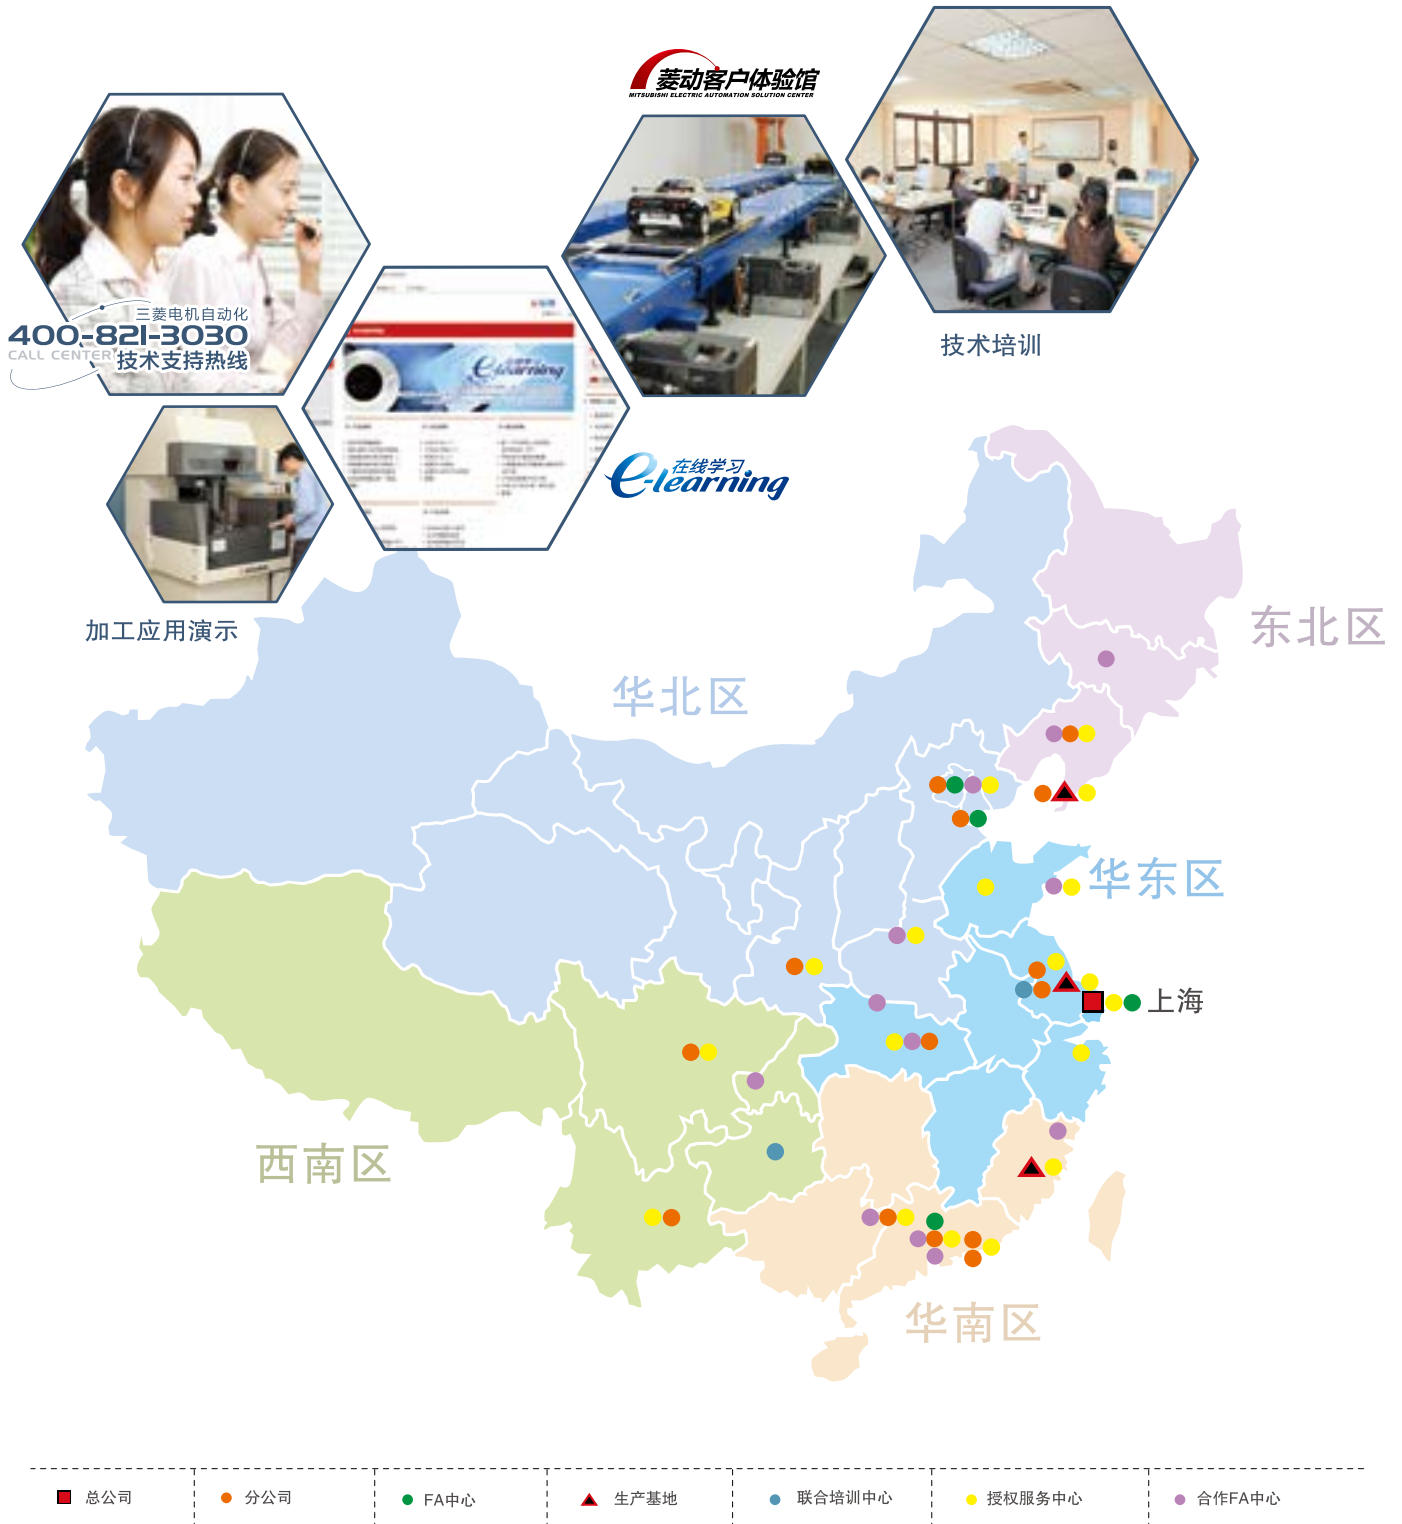 菱动客户体验馆
MITSUBISHI ELECTRIC AUTOMATION SOLUTION CENTER
三菱电机自动化
400-821-3030
CALL CENTER
技术支持热线
技术培训
e-learning
在线学习
e-learning
加工应用演示
东北区
华北区
华东区
上海
西南区
华南区
总公司
分公司
FA中心
生产基地
联合培训中心
授权服务中心
合作FA中心